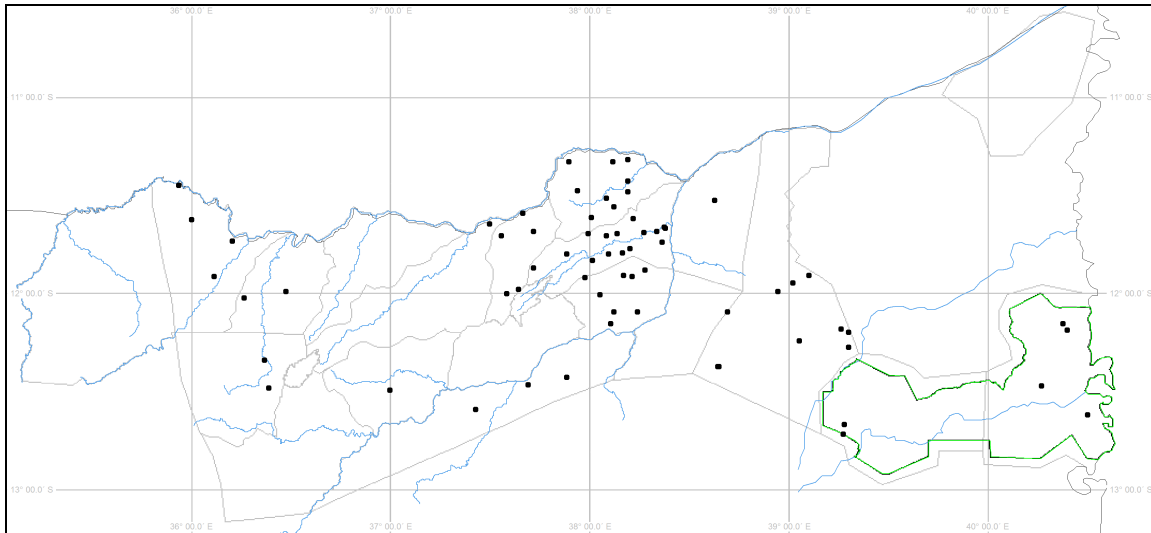 36° 00.0´ E 37° 00.0´ E 38° 00.0´ E 39° 00.0´ E 40° 00.0´ E
11° 00.0´ S 11° 00.0´ S
12° 00.0´ S 12° 00.0´ S
13° 00.0´ S 13° 00.0´ S
36° 00.0´ E 37° 00.0´ E 38° 00.0´ E 39° 00.0´ E 40° 00.0´ E